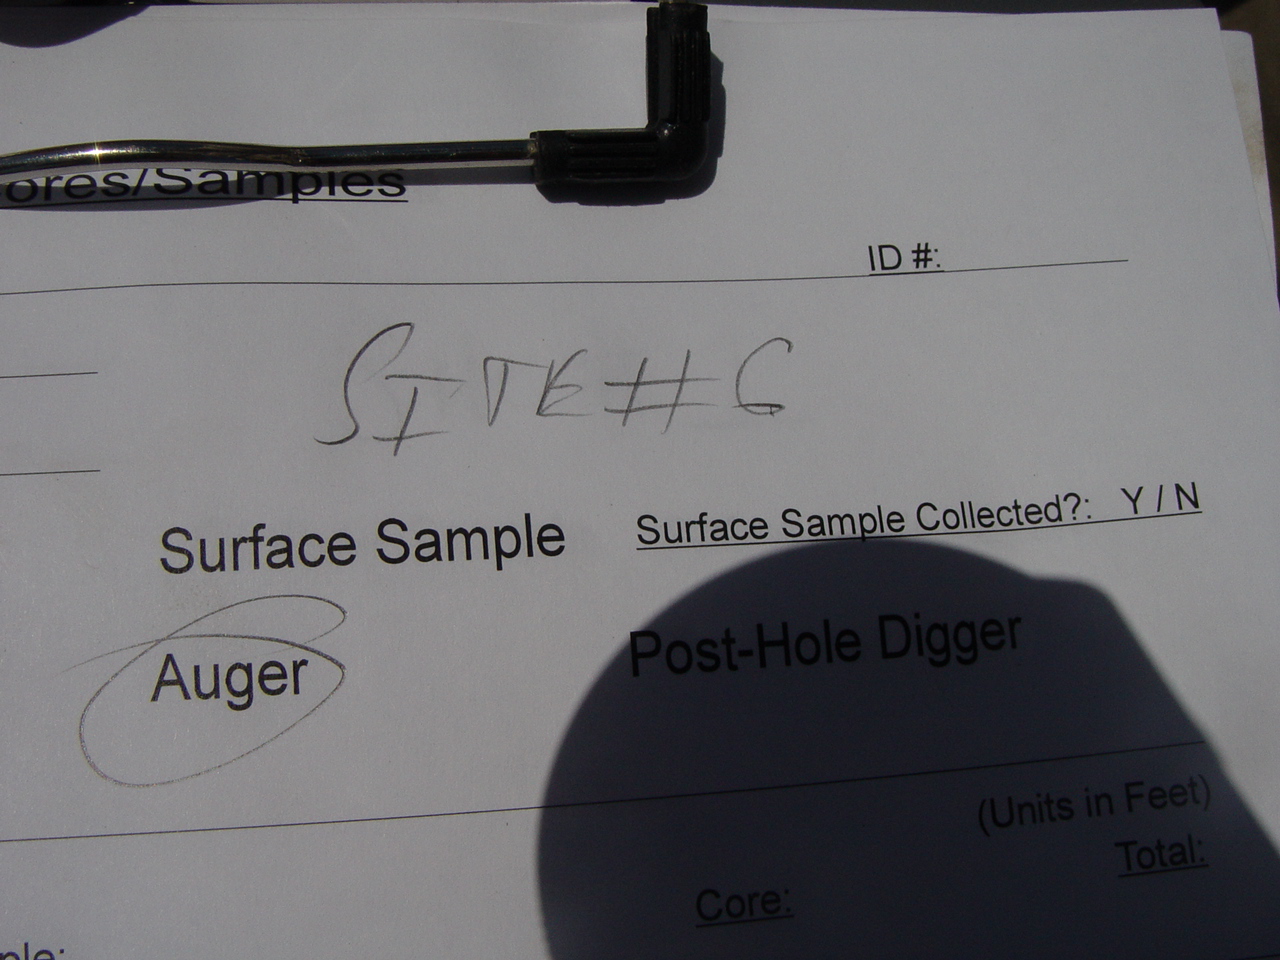 ores/Samples
ID #:
SITE #6
Surface Sample Surface Sample Collected?: Y / N
Auger Post-Hole Digger
(Units in Feet)
Core: Total:
ple: